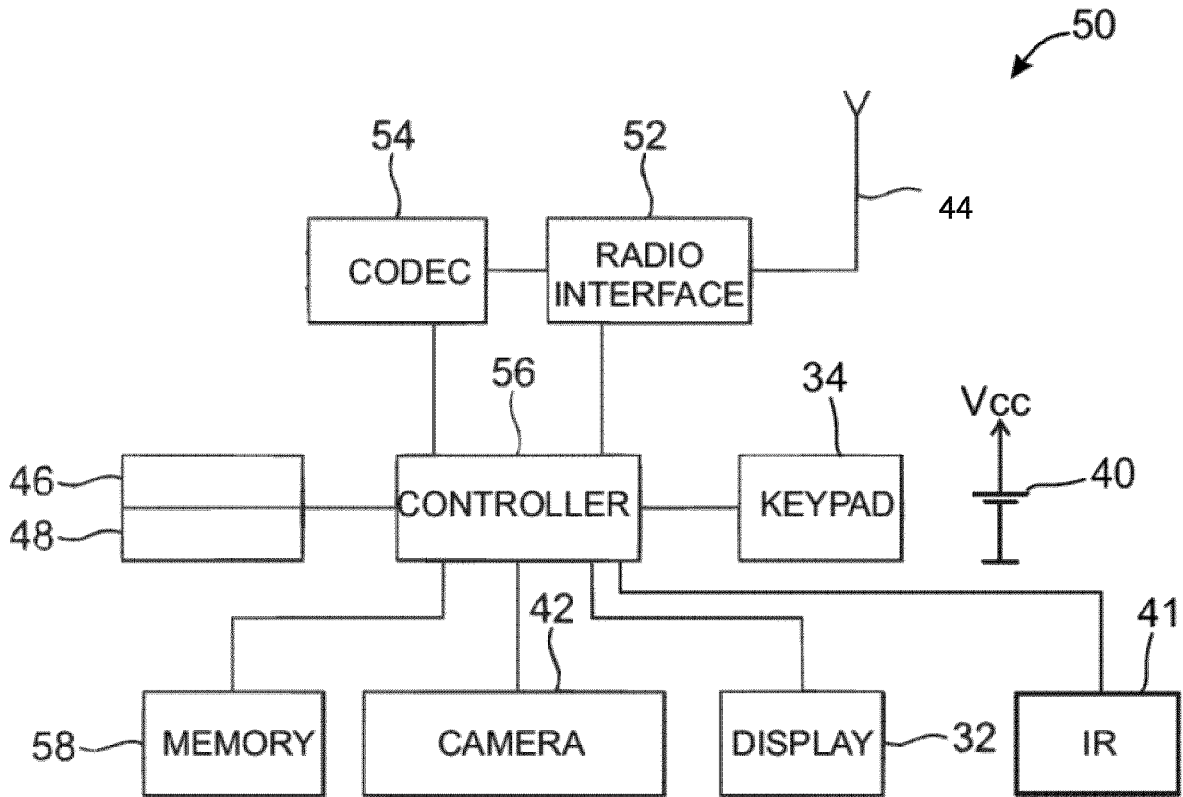 50
54
52
44
CODEC
RADIO
INTERFACE
56
34
Vcc
46
48
CONTROLLER
KEYPAD
40
42
41
58
MEMORY
CAMERA
DISPLAY
32
IR